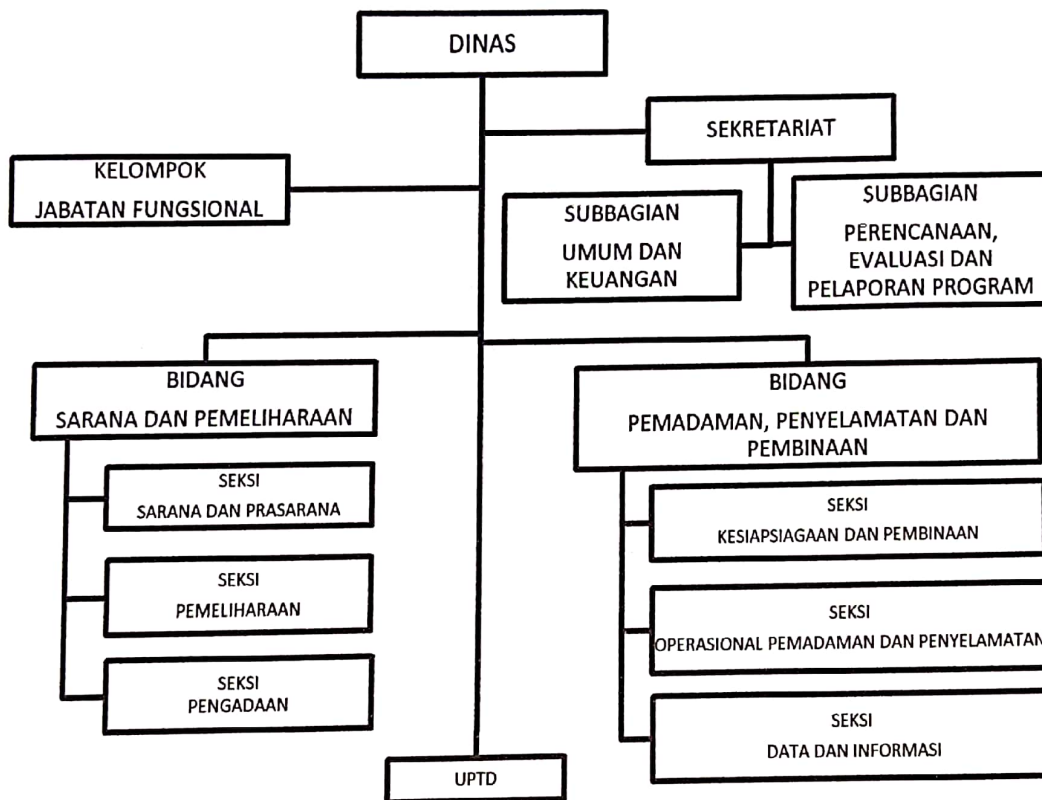 DINAS
SEKRETARIAT
KELOMPOK
JABATAN FUNGSIONAL
SUBBAGIAN
UMUM DAN
KEUANGAN
SUBBAGIAN
PERENCANAAN,
EVALUASI DAN
PELAPORAN PROGRAM
BIDANG
SARANA DAN PEMELIHARAAN
SEKSI
SARANA DAN PRASARANA
SEKSI
PEMELIHARAAN
SEKSI
PENGADAAN
BIDANG
PEMADAMAN, PENYELAMATAN DAN
PEMBINAAN
SEKSI
KESIAPSIAGAAN DAN PEMBINAAN
SEKSI
OPERASIONAL PEMADAMAN DAN PENYELAMATAN
SEKSI
DATA DAN INFORMASI
UPTD